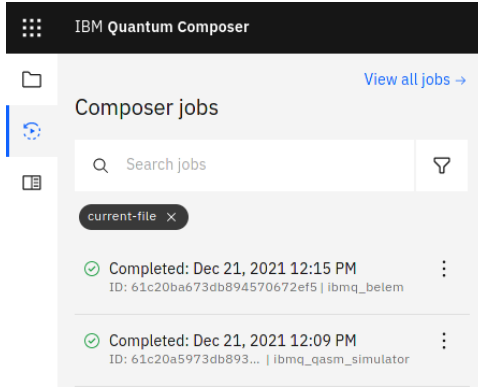 IBM Quantum Composer
View all jobs →
Composer jobs
Search jobs
current-file ×
Completed: Dec 21, 2021 12:15 PM
ID: 61c20ba673db894570672ef5 | ibmq_belem
Completed: Dec 21, 2021 12:09 PM
ID: 61c20a5973db893... | ibmq_qasm_simulator